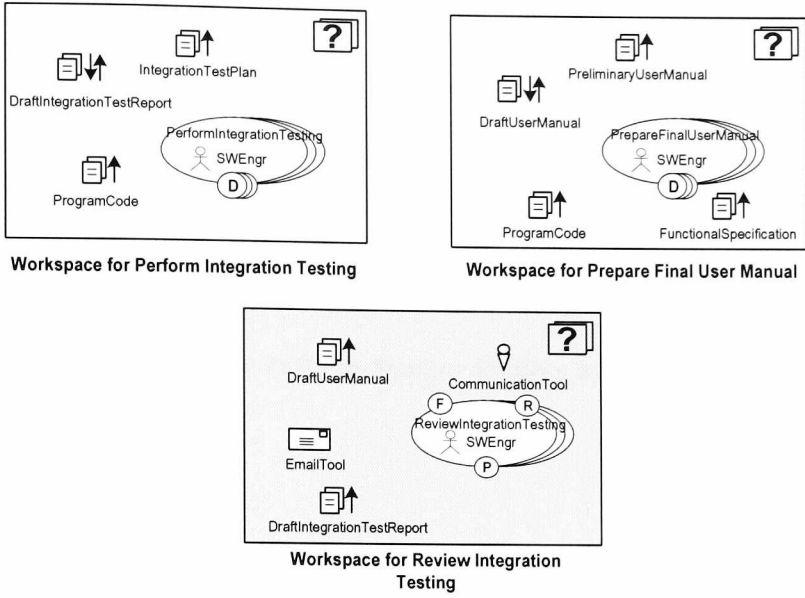 ?
IntegrationTestPlan
DraftIntegrationTestReport
PerformIntegrationTesting
SWEngr
D
ProgramCode
Workspace for Perform Integration Testing
?
PreliminaryUserManual
DraftUserManual
PrepareFinalUserManual
SWEngr
D
ProgramCode
FunctionalSpecification
Workspace for Prepare Final User Manual
?
DraftUserManual
CommunicationTool
F
R
ReviewIntegrationTesting
SWEngr
EmailTool
P
DraftIntegrationTestReport
Workspace for Review Integration
Testing